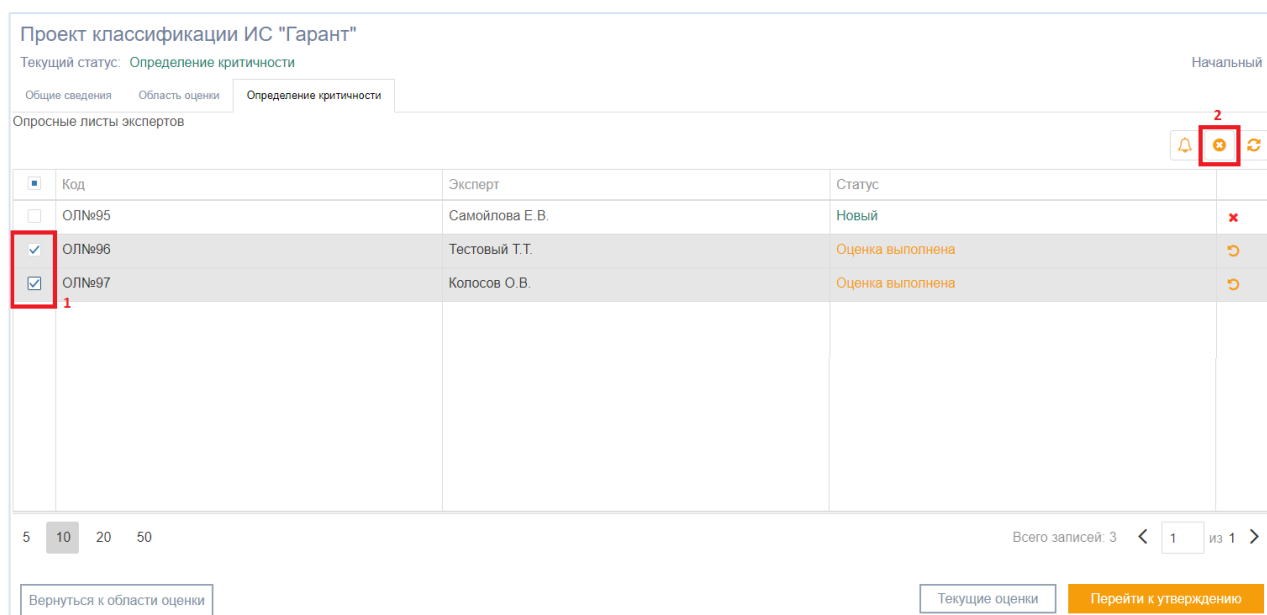 Проект классификации ИС "Гарант"
Текущий статус: Определение критичности Начальный
Общие сведения Область оценки Определение критичности
Опросные листы экспертов
2
Код Эксперт Статус
ОЛ№95 Самойлова Е.В. Новый
ОЛ№96 Тестовый Т.Т. Оценка выполнена
ОЛ№97 Колосов О.В. Оценка выполнена
1
5 10 20 50 Всего записей: 3 1 из 1
Вернуться к области оценки Текущие оценки Перейти к утверждению